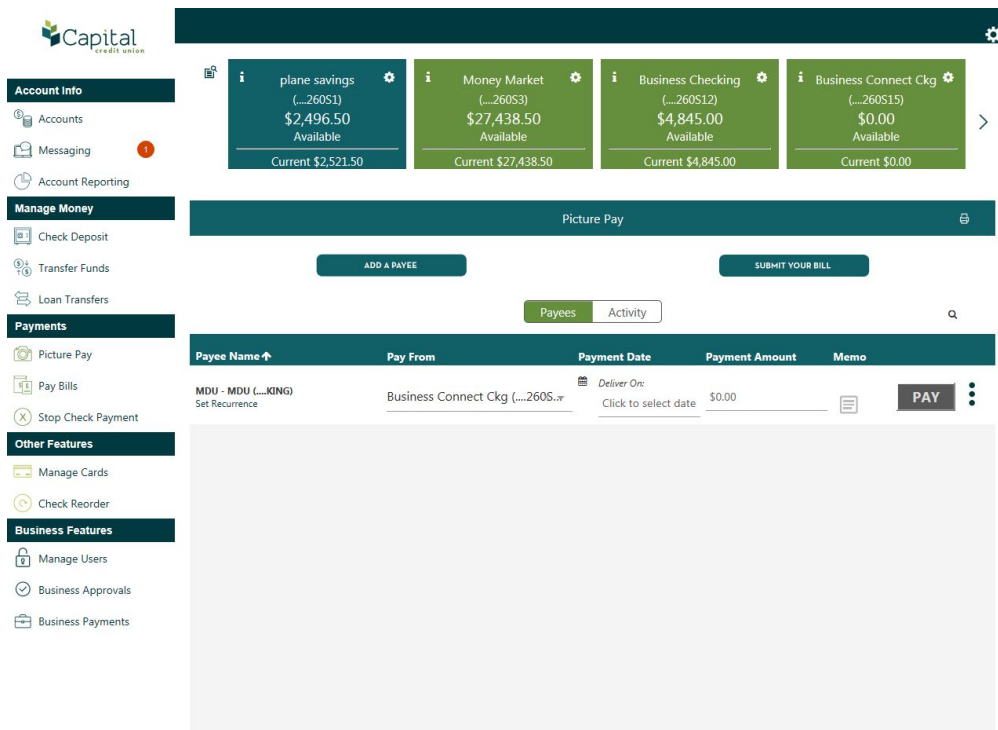 Capital
credit union
Account Info
Accounts
Messaging 1
Account Reporting
Manage Money
Check Deposit
Transfer Funds
Loan Transfers
Payments
Picture Pay
Pay Bills
Stop Check Payment
Other Features
Manage Cards
Check Reorder
Business Features
Manage Users
Business Approvals
Business Payments
plane savings
(....260S1)
$2,496.50
Available
Current $2,521.50
Money Market
(....260S3)
$27,438.50
Available
Current $27,438.50
Business Checking
(....260S12)
$4,845.00
Available
Current $4,845.00
Business Connect Ckg
(....260S15)
$0.00
Available
Current $0.00
Picture Pay
ADD A PAYEE SUBMIT YOUR BILL
Payees Activity
Payee Name Pay From Payment Date Payment Amount Memo
MDU - MDU (....KING)
Set Recurrence
Business Connect Ckg (....260S..
Deliver On:
Click to select date
$0.00
PAY